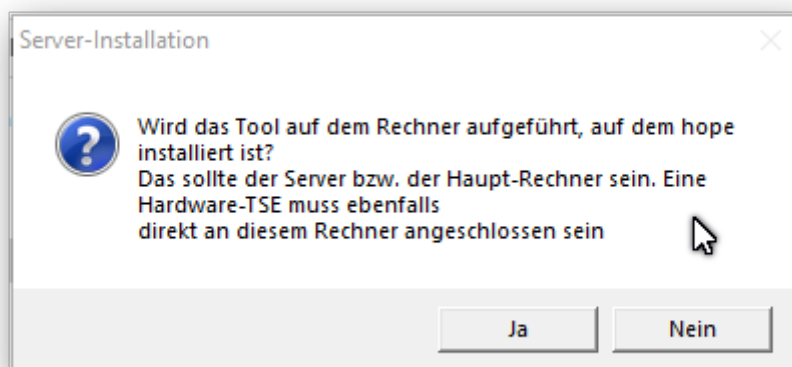 Server-Installation
Wird das Tool auf dem Rechner aufgeführt, auf dem hope
installiert ist?
Das sollte der Server bzw. der Haupt-Rechner sein. Eine
Hardware-TSE muss ebenfalls
direkt an diesem Rechner angeschlossen sein
Ja
Nein